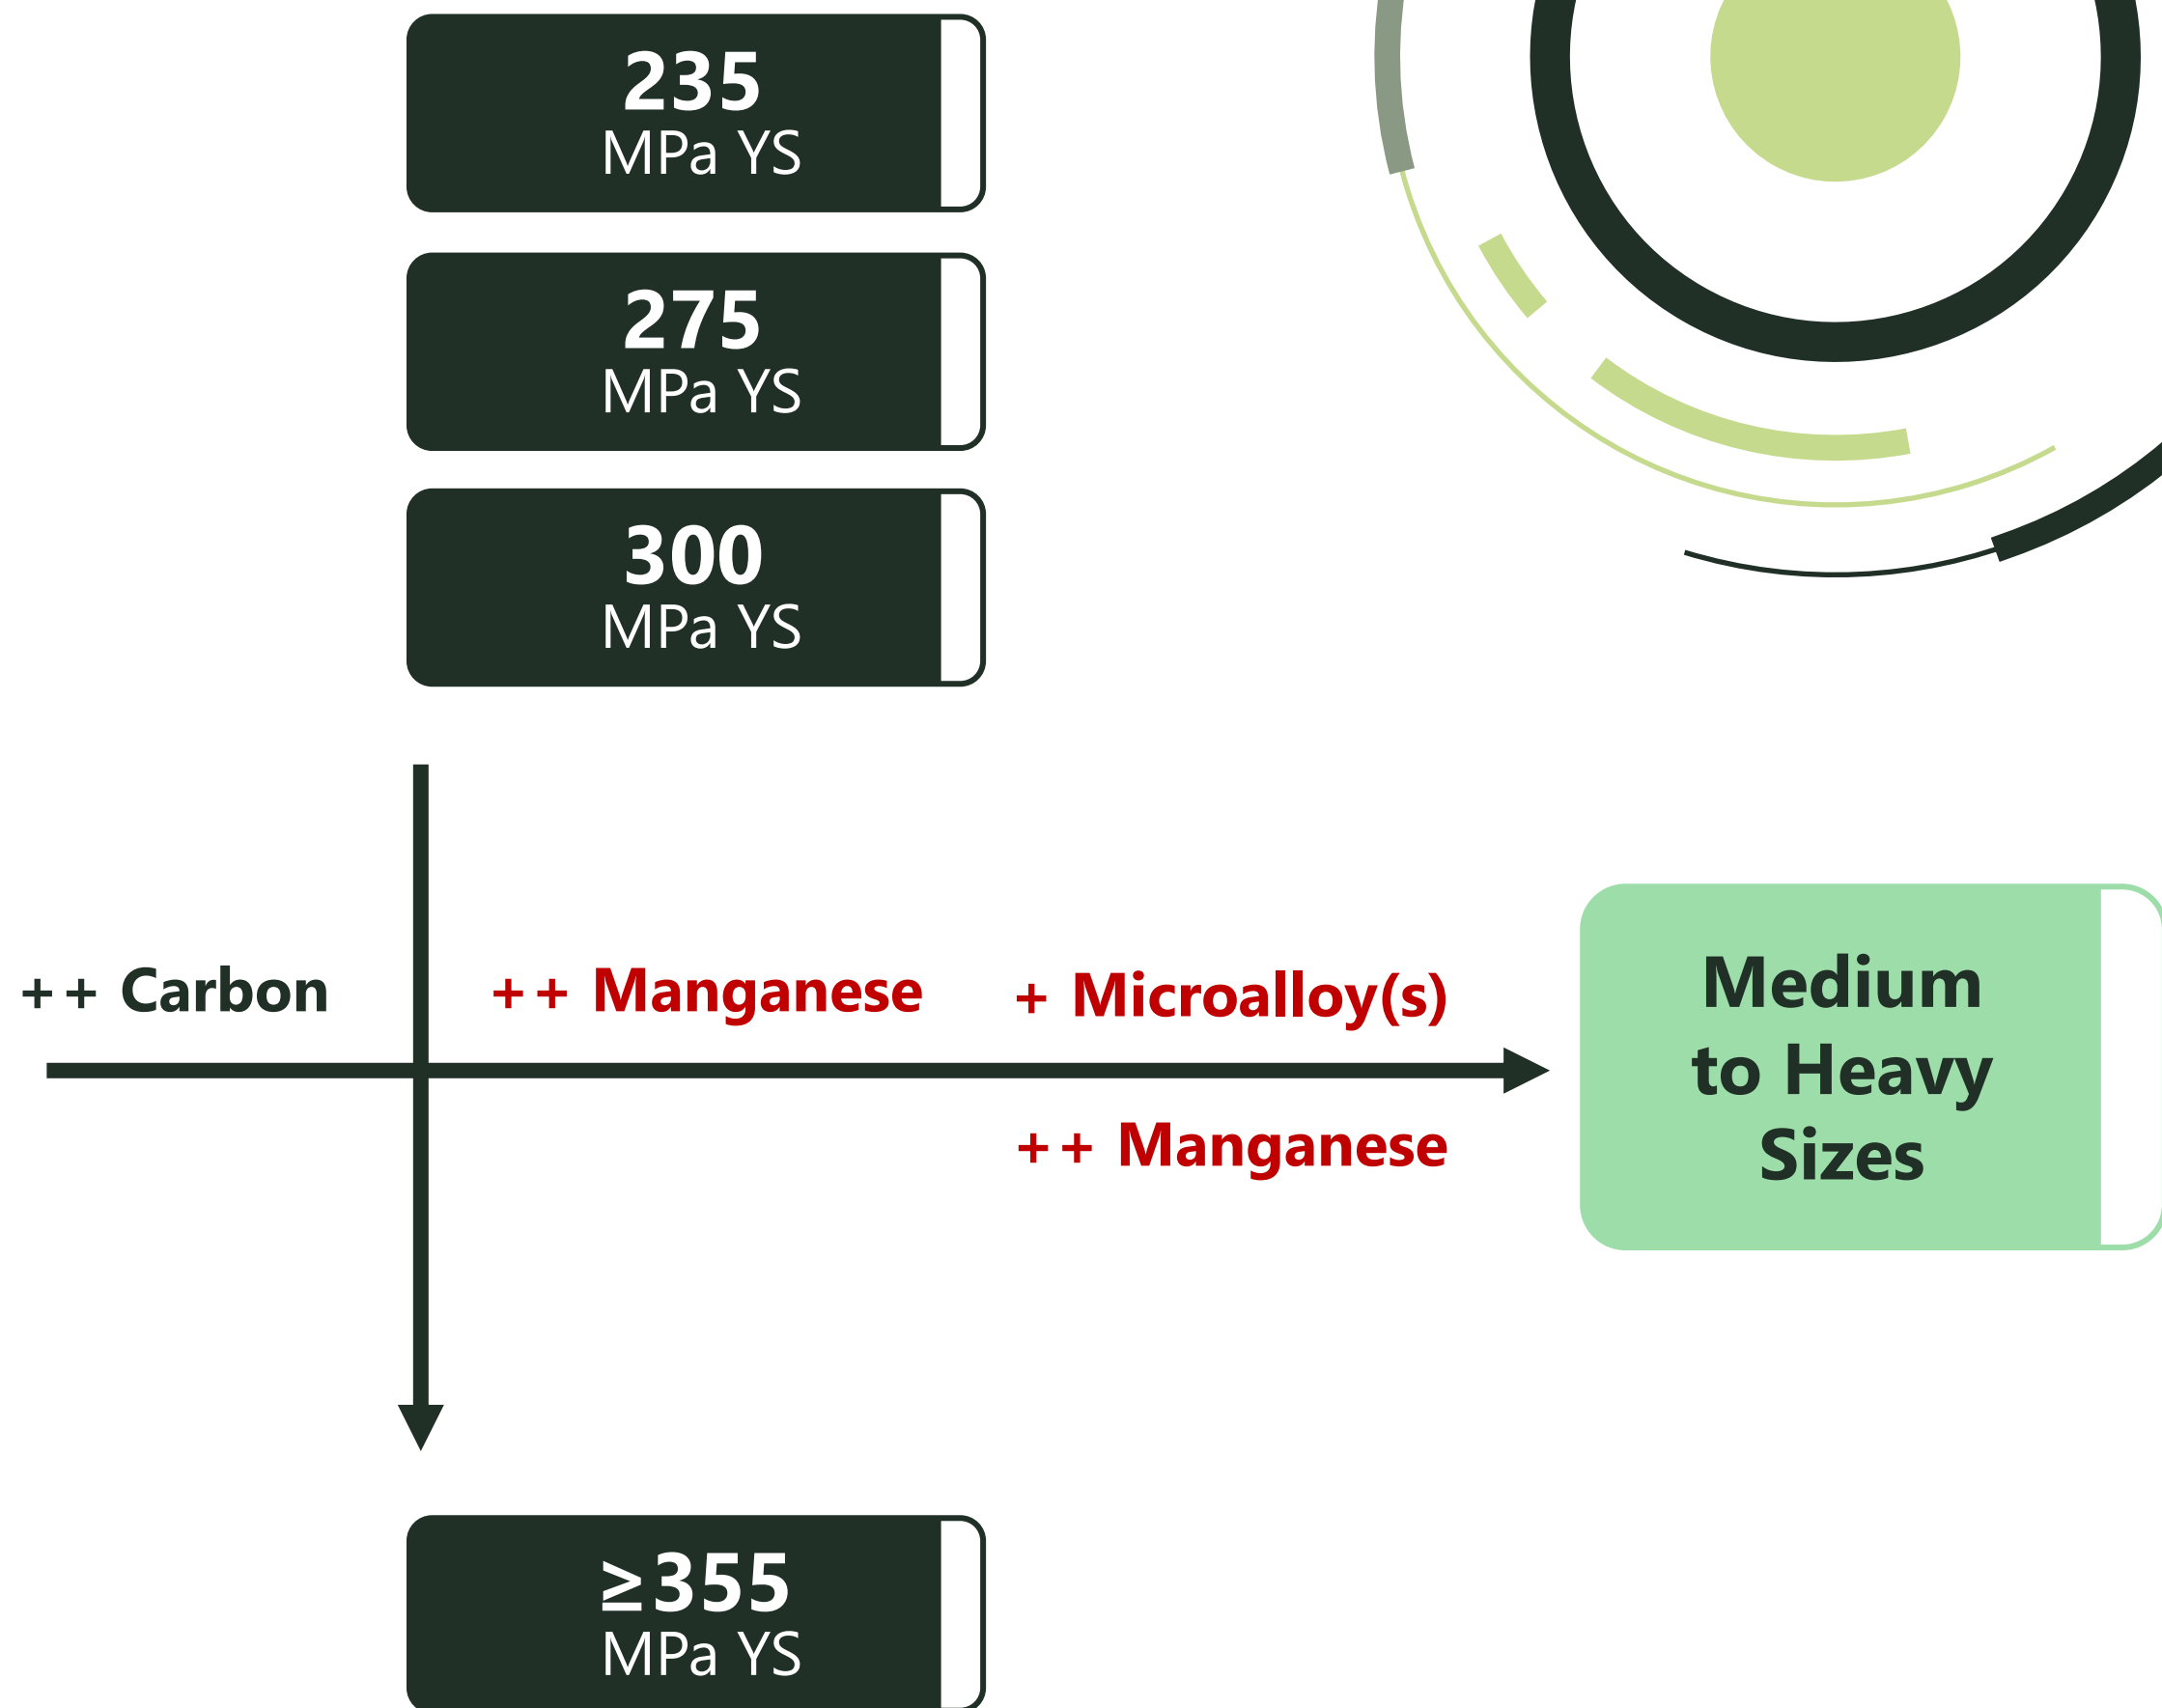 235
MPa YS
275
MPa YS
300
MPa YS
++ Carbon
++ Manganese
+ Microalloy(s)
++ Manganese
Medium
to Heavy
Sizes
≥355
MPa YS